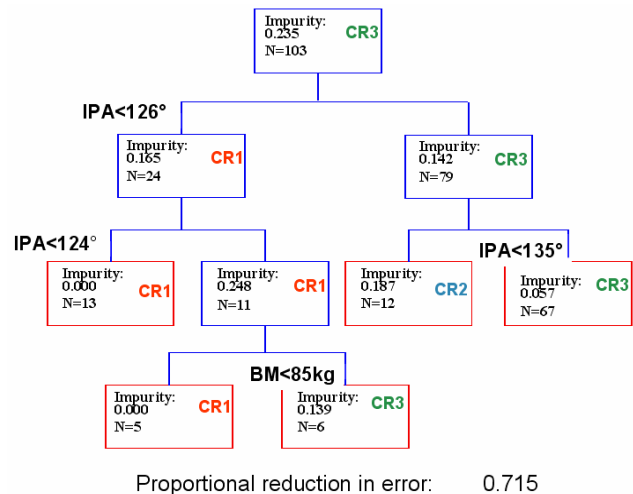 Impurity:
0.235 CR3
N=103
IPA<126°
Impurity:
0.165 CR1
N=24
Impurity:
0.142 CR3
N=79
IPA<124°
IPA<135°
Impurity:
0.000 CR1
N=13
Impurity:
0.248 CR1
N=11
Impurity:
0.187 CR2
N=12
Impurity:
0.057 CR3
N=67
BM<85kg
Impurity:
0.000 CR1
N=5
Impurity:
0.139 CR3
N=6
Proportional reduction in error: 0.715